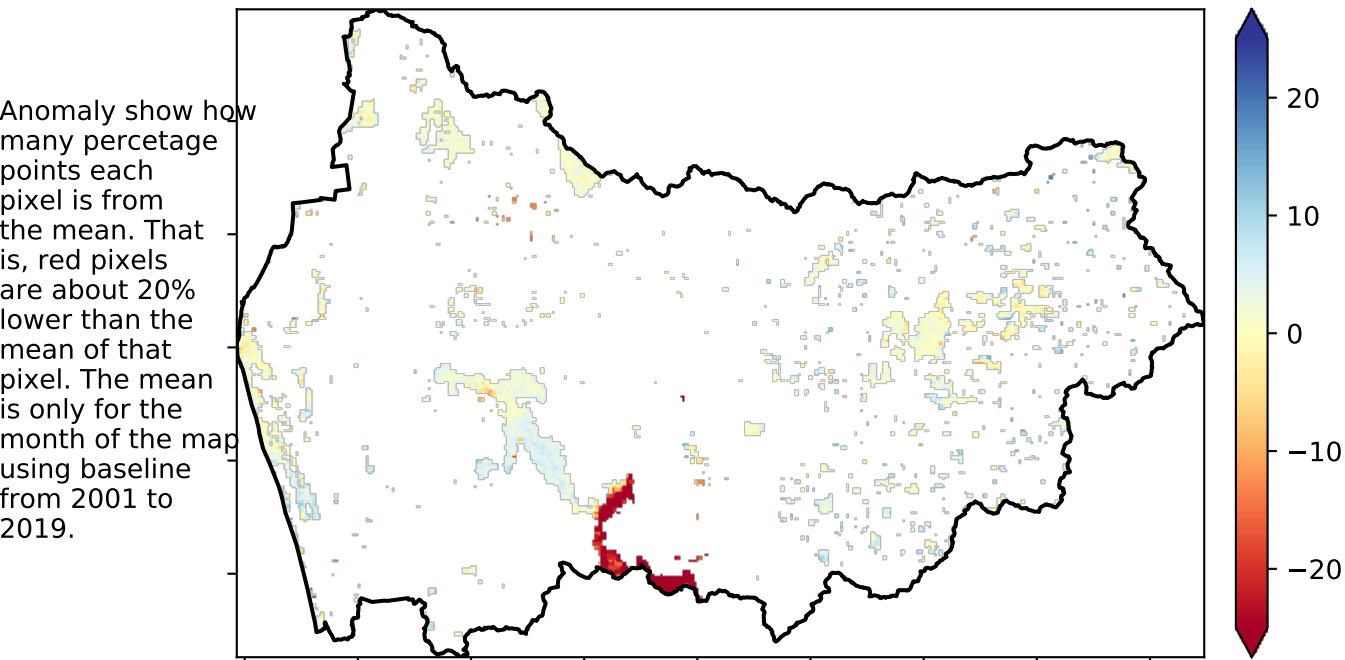 Anomaly show how
many percetage
points each
pixel is from
the mean. That
is, red pixels
are about 20%
lower than the
mean of that
pixel. The mean
is only for the
month of the map
using baseline
from 2001 to
2019.
20
10
0
−10
−20